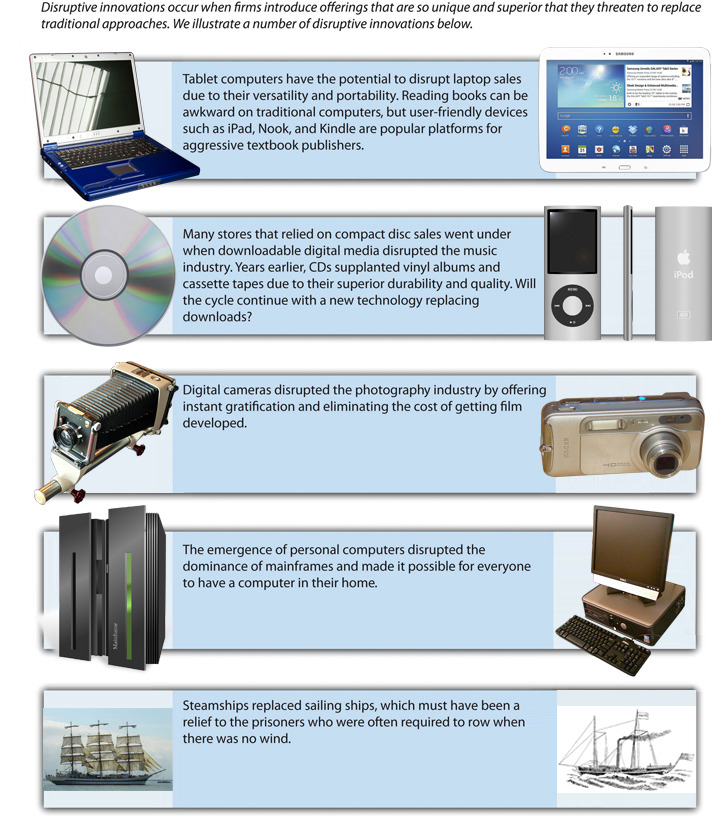 Disruptive innovations occur when firms introduce offerings that are so unique and superior that they threaten to replace
traditional approaches. We illustrate a number of disruptive innovations below.
Tablet computers have the potential to disrupt laptop sales
due to their versatility and portability. Reading books can be
awkward on traditional computers, but user-friendly devices
such as iPad, Nook, and Kindle are popular platforms for
aggressive textbook publishers.
SAMSUNG
2:00
Many stores that relied on compact disc sales went under
when downloadable digital media disrupted the music
industry. Years earlier, CDs supplanted vinyl albums and
cassette tapes due to their superior durability and quality. Will
the cycle continue with a new technology replacing
downloads?
MENU
iPod
Digital cameras disrupted the photography industry by offering
instant gratification and eliminating the cost of getting film
developed.
The emergence of personal computers disrupted the
dominance of mainframes and made it possible for everyone
to have a computer in their home.
Mainframe
Steamships replaced sailing ships, which must have been a
relief to the prisoners who were often required to row when
there was no wind.